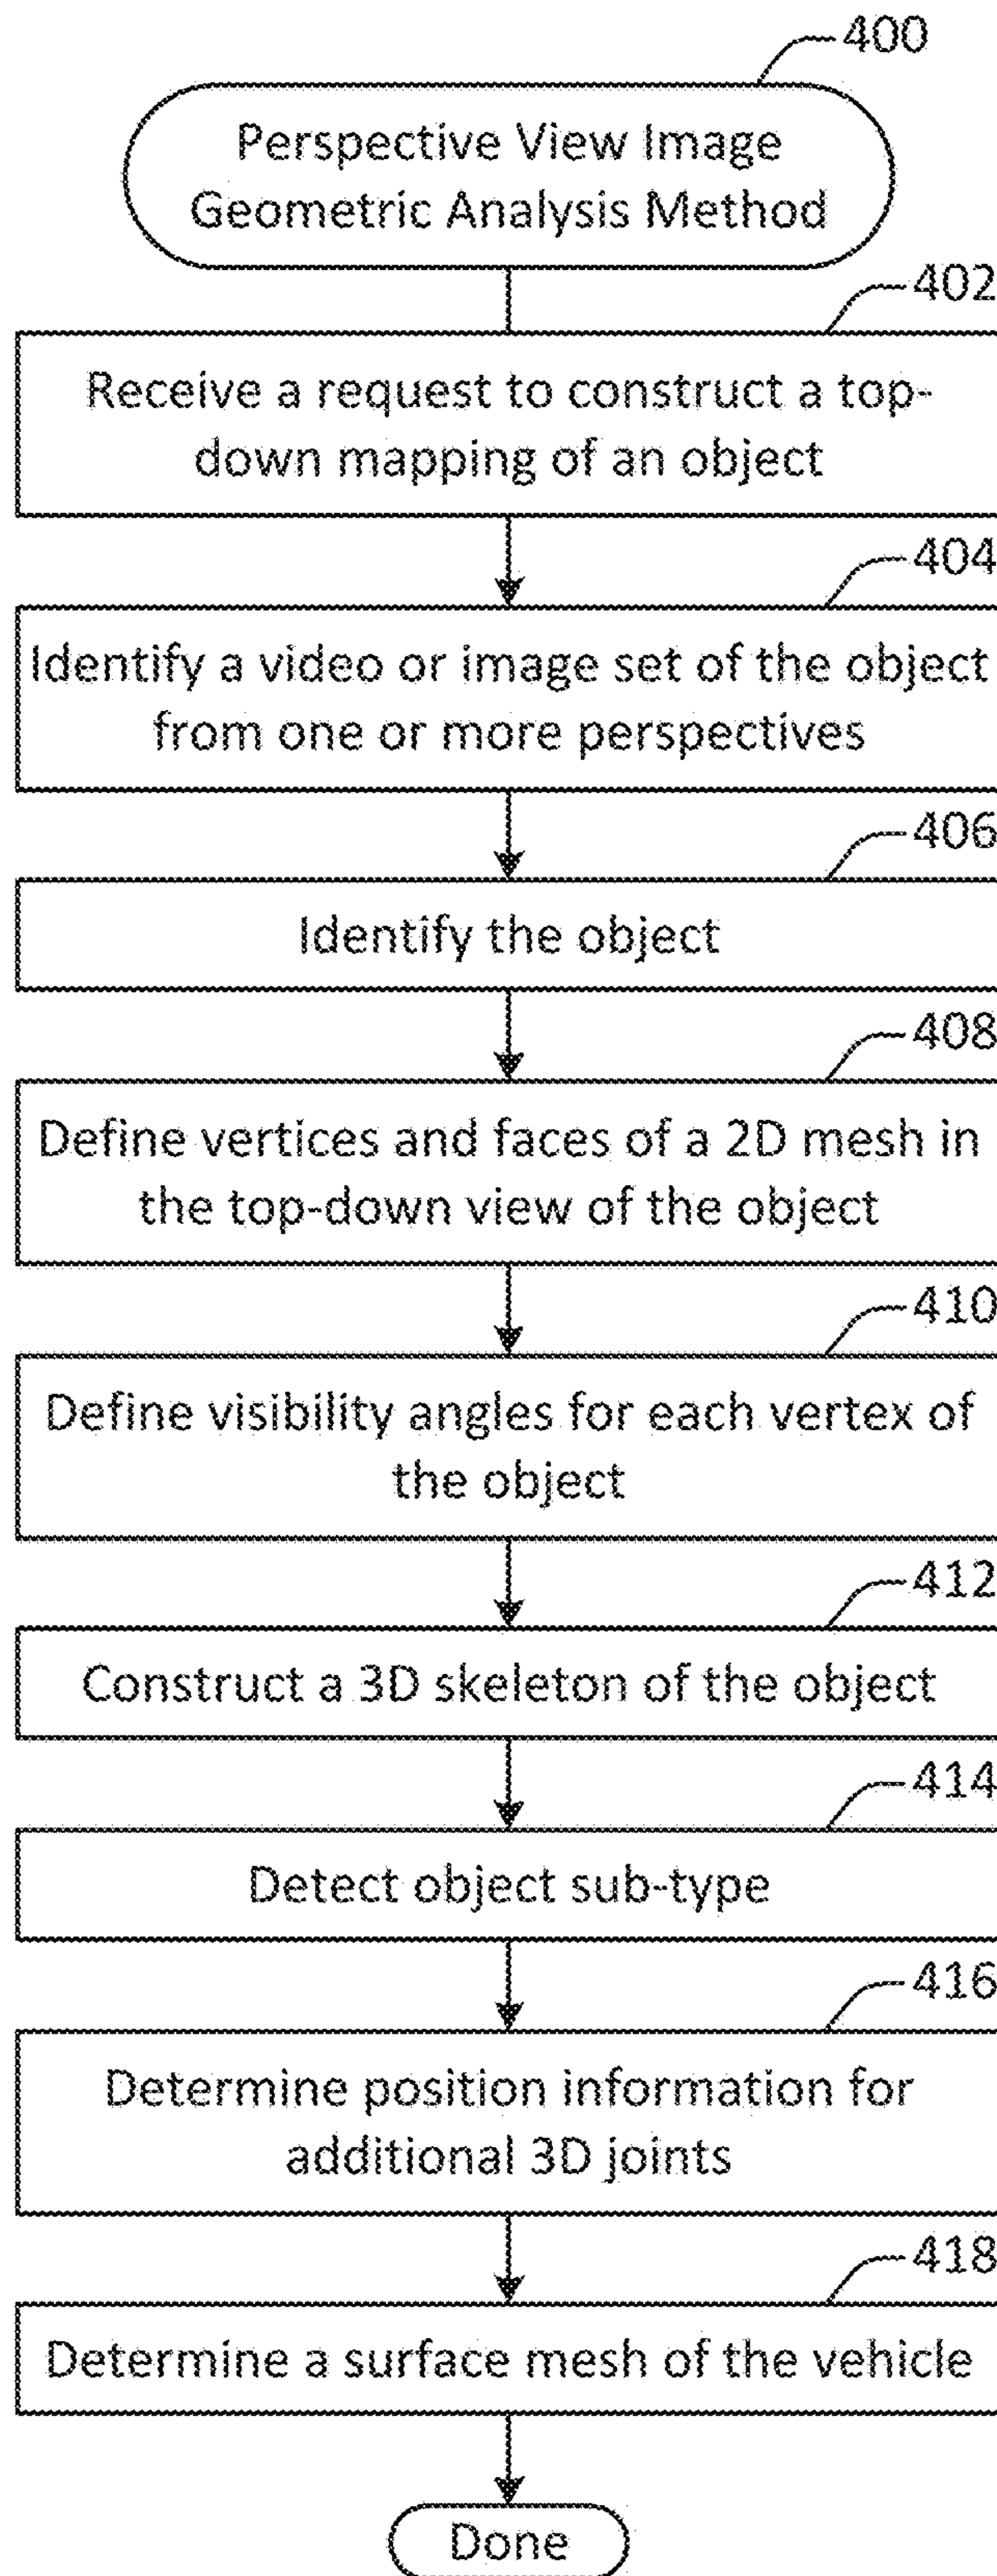 400
Perspective View Image
Geometric Analysis Method
402
Receive a request to construct a top-
down mapping of an object
404
Identify a video or image set of the object
from one or more perspectives
406
Identify the object
408
Define vertices and faces of a 2D mesh in
the top-down view of the object
410
Define visibility angles for each vertex of
the object
412
Construct a 3D skeleton of the object
414
Detect object sub-type
416
Determine position information for
additional 3D joints
418
Determine a surface mesh of the vehicle
Done